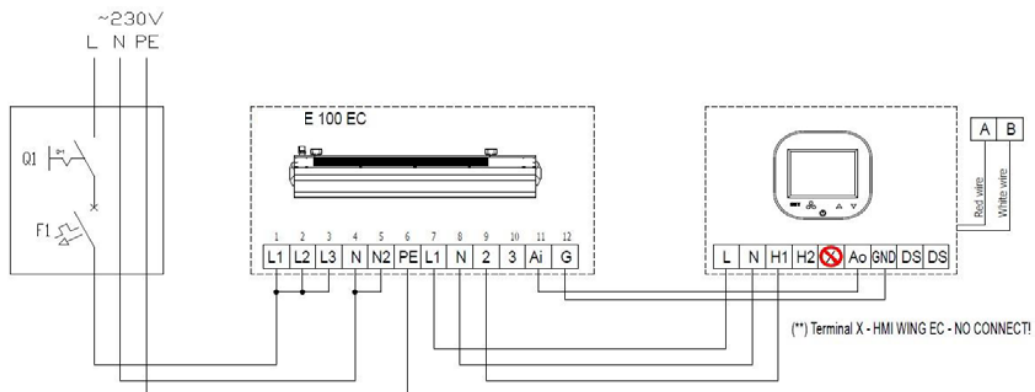 ~230V
L N PE
Q1
F1
E 100 EC
1 2 3 4 5 6 7 8 9 10 11 12
L1 L2 L3 N N2 PE L1 N 2 3 Ai G
L N H1 H2 X Ao GND DS DS
A B
Red wire
White wire
(**) Terminal X - HMI WING EC - NO CONNECT!